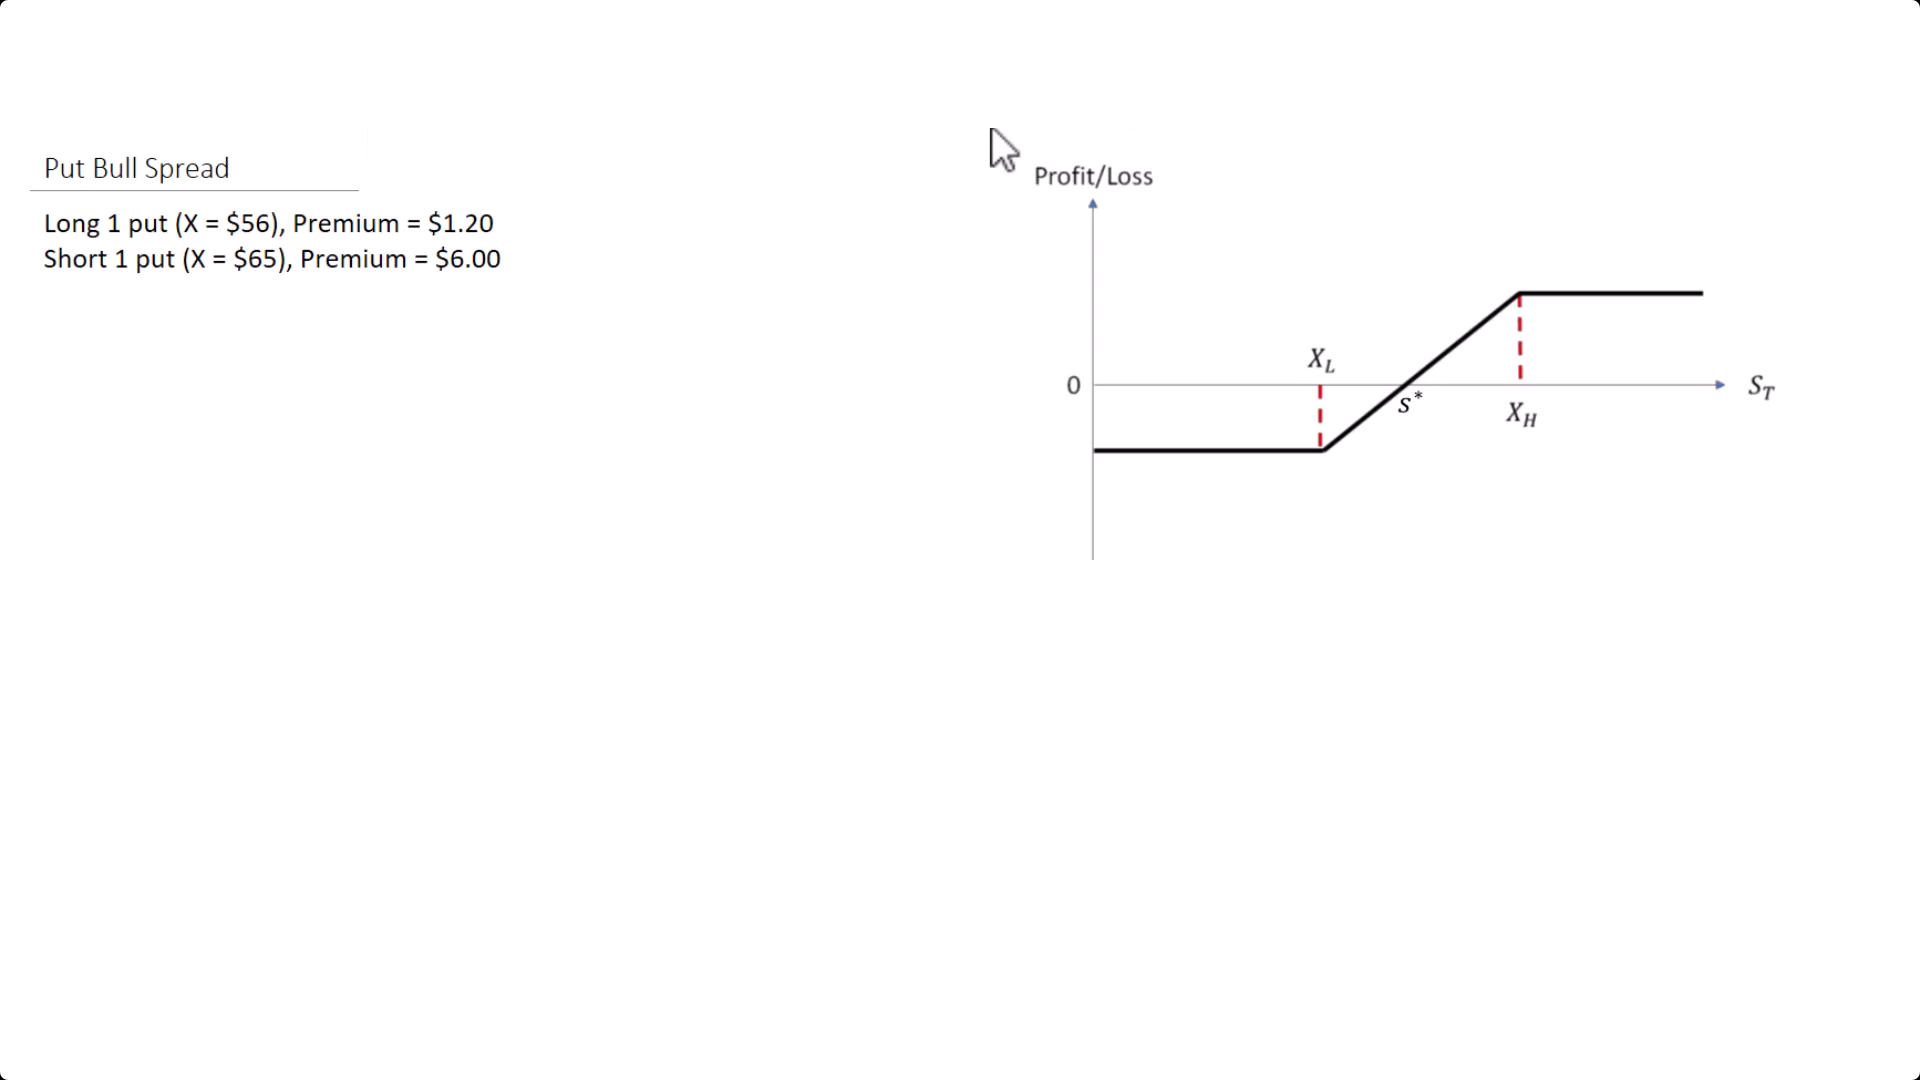 Put Bull Spread
Long 1 put (X = $56), Premium = $1.20
Short 1 put (X = $65), Premium = $6.00
Profit/Loss
X_L
0
S*
X_H
S_T